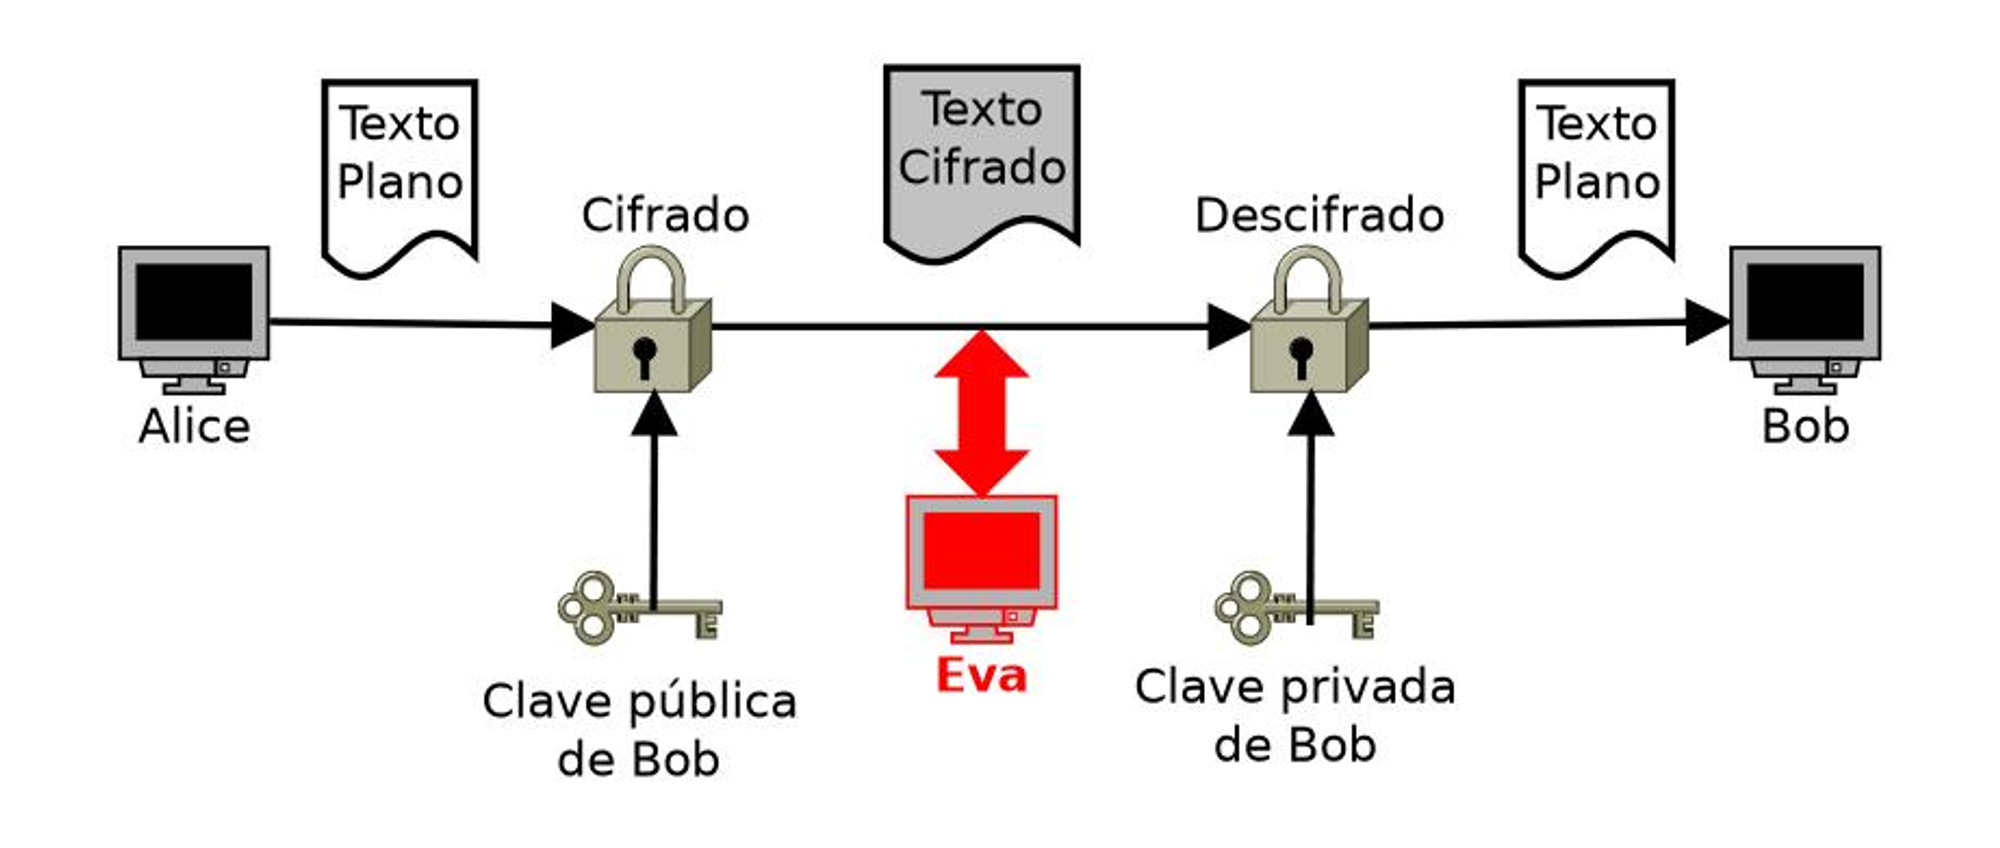 Texto
Plano
Cifrado
Texto
Cifrado
Descifrado
Texto
Plano
Alice
Bob
Clave pública
de Bob
Eva
Clave privada
de Bob